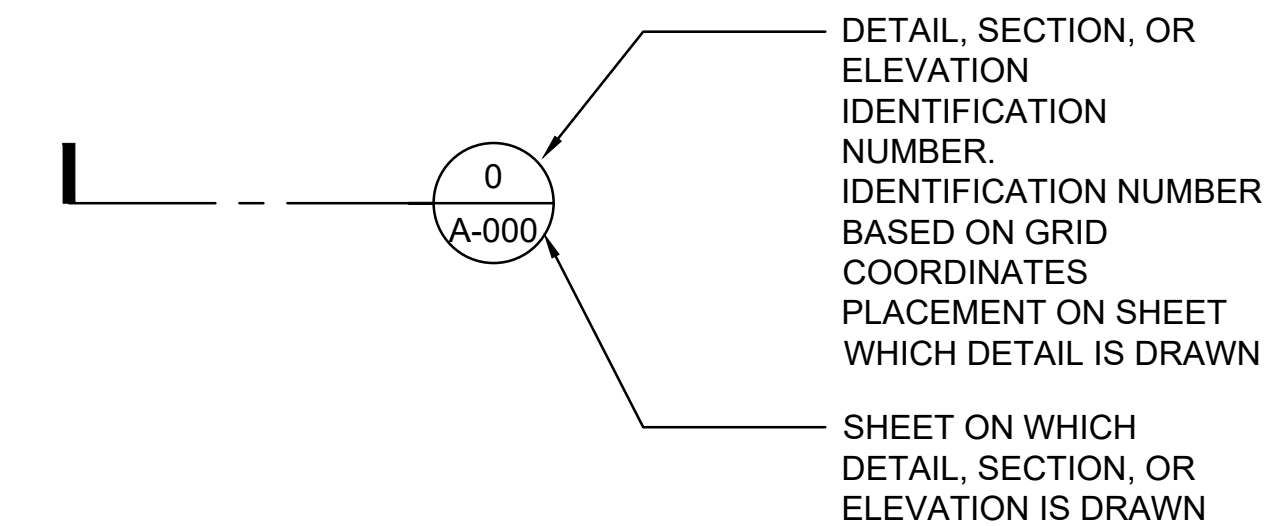 0
A-000
DETAIL, SECTION, OR
ELEVATION
IDENTIFICATION
NUMBER.
IDENTIFICATION NUMBER
BASED ON GRID
COORDINATES
PLACEMENT ON SHEET
WHICH DETAIL IS DRAWN
SHEET ON WHICH
DETAIL, SECTION, OR
ELEVATION IS DRAWN